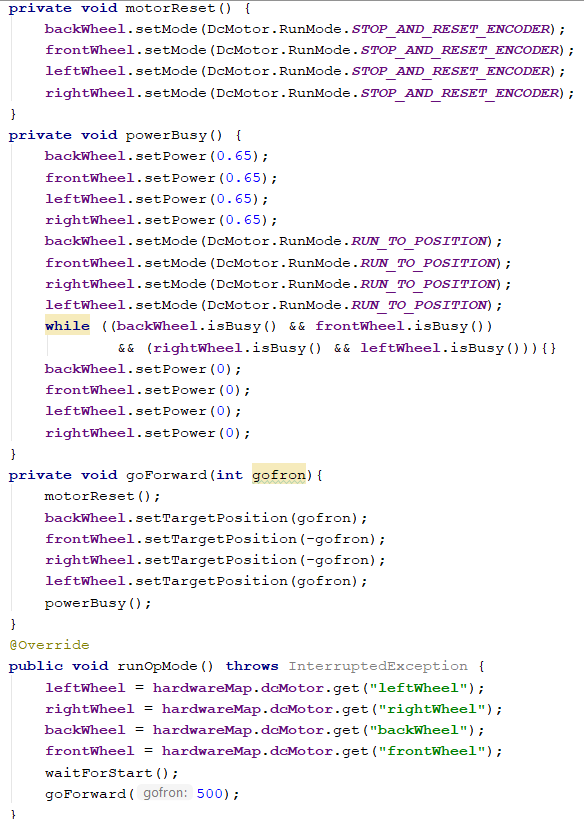 private void motorReset() {
    backWheel.setMode(DcMotor.RunMode.STOP_AND_RESET_ENCODER);
    frontWheel.setMode(DcMotor.RunMode.STOP_AND_RESET_ENCODER);
    leftWheel.setMode(DcMotor.RunMode.STOP_AND_RESET_ENCODER);
    rightWheel.setMode(DcMotor.RunMode.STOP_AND_RESET_ENCODER);
}
private void powerBusy() {
    backWheel.setPower(0.65);
    frontWheel.setPower(0.65);
    leftWheel.setPower(0.65);
    rightWheel.setPower(0.65);
    backWheel.setMode(DcMotor.RunMode.RUN_TO_POSITION);
    frontWheel.setMode(DcMotor.RunMode.RUN_TO_POSITION);
    rightWheel.setMode(DcMotor.RunMode.RUN_TO_POSITION);
    leftWheel.setMode(DcMotor.RunMode.RUN_TO_POSITION);
    while ((backWheel.isBusy() && frontWheel.isBusy())
            && (rightWheel.isBusy() && leftWheel.isBusy())){}
    backWheel.setPower(0);
    frontWheel.setPower(0);
    leftWheel.setPower(0);
    rightWheel.setPower(0);
}
private void goForward(int gofron){
    motorReset();
    backWheel.setTargetPosition(gofron);
    frontWheel.setTargetPosition(-gofron);
    rightWheel.setTargetPosition(-gofron);
    leftWheel.setTargetPosition(gofron);
    powerBusy();
}
@Override
public void runOpMode() throws InterruptedException {
    leftWheel = hardwareMap.dcMotor.get("leftWheel");
    rightWheel = hardwareMap.dcMotor.get("rightWheel");
    backWheel = hardwareMap.dcMotor.get("backWheel");
    frontWheel = hardwareMap.dcMotor.get("frontWheel");
    waitForStart();
    goForward( gofron: 500);
}